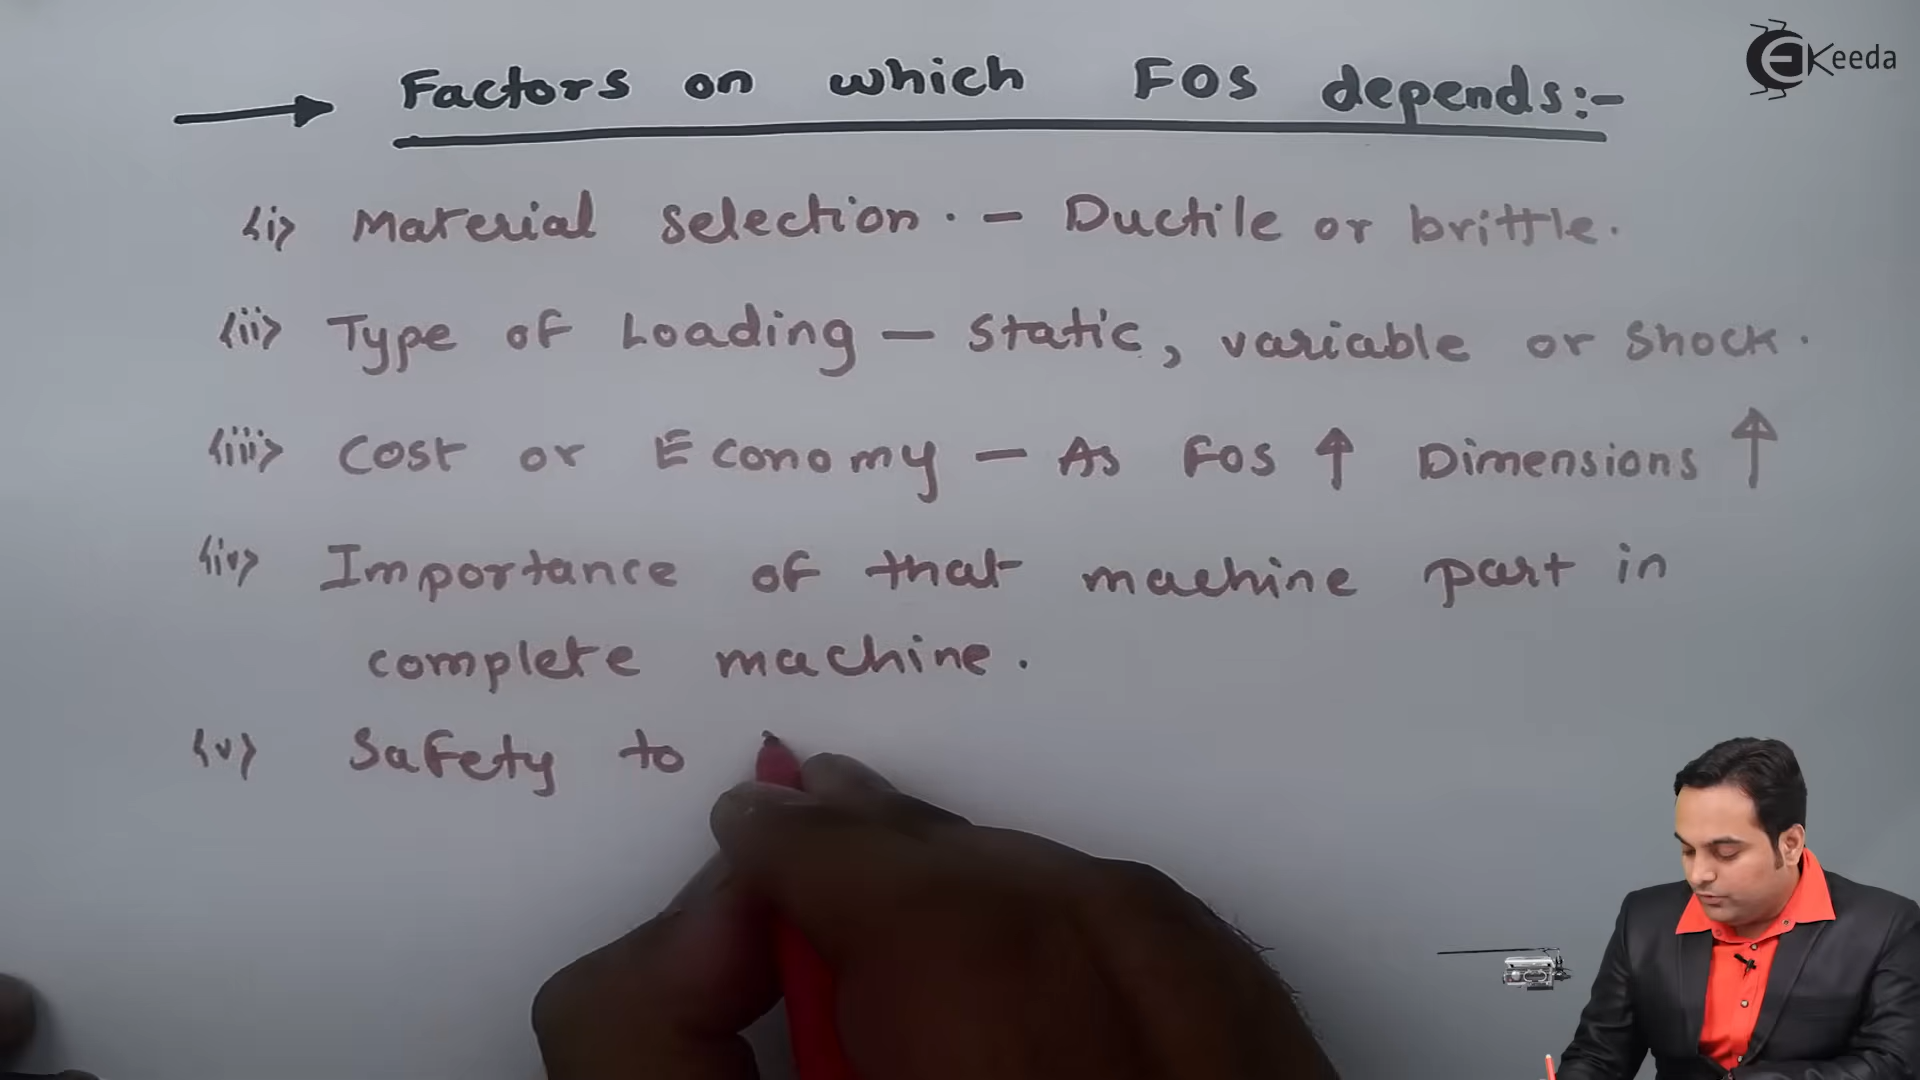 Factors on which FOS depends:-
EKeeda
(i) Material selection. - Ductile or brittle.
(ii) Type of Loading - Static, variable or Shock.
(iii) Cost or Economy - As FOS ↑ Dimensions ↑
(iv) Importance of that machine part in
complete machine.
(v) Safety to